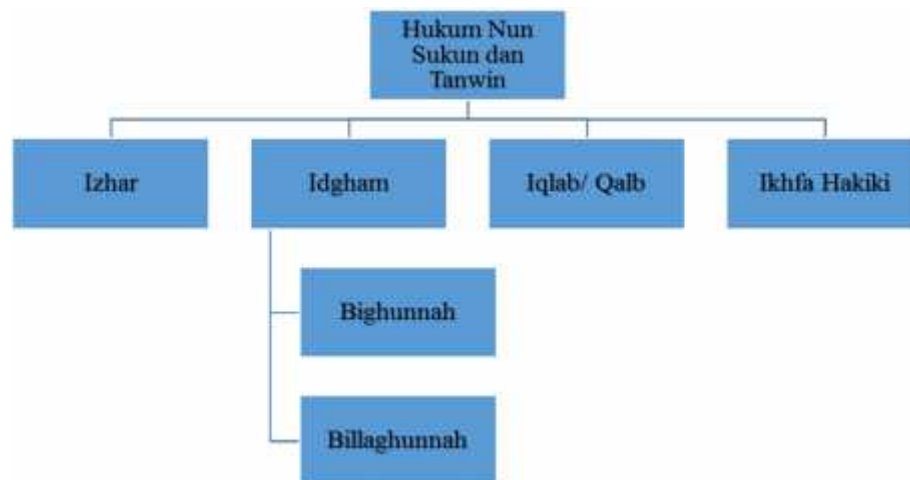 Hukum Nun
Sukun dan
Tanwin
Izhar
Idgham
Iqlab/ Qalb
Ikhfa Hakiki
Bighunnah
Billaghunnah